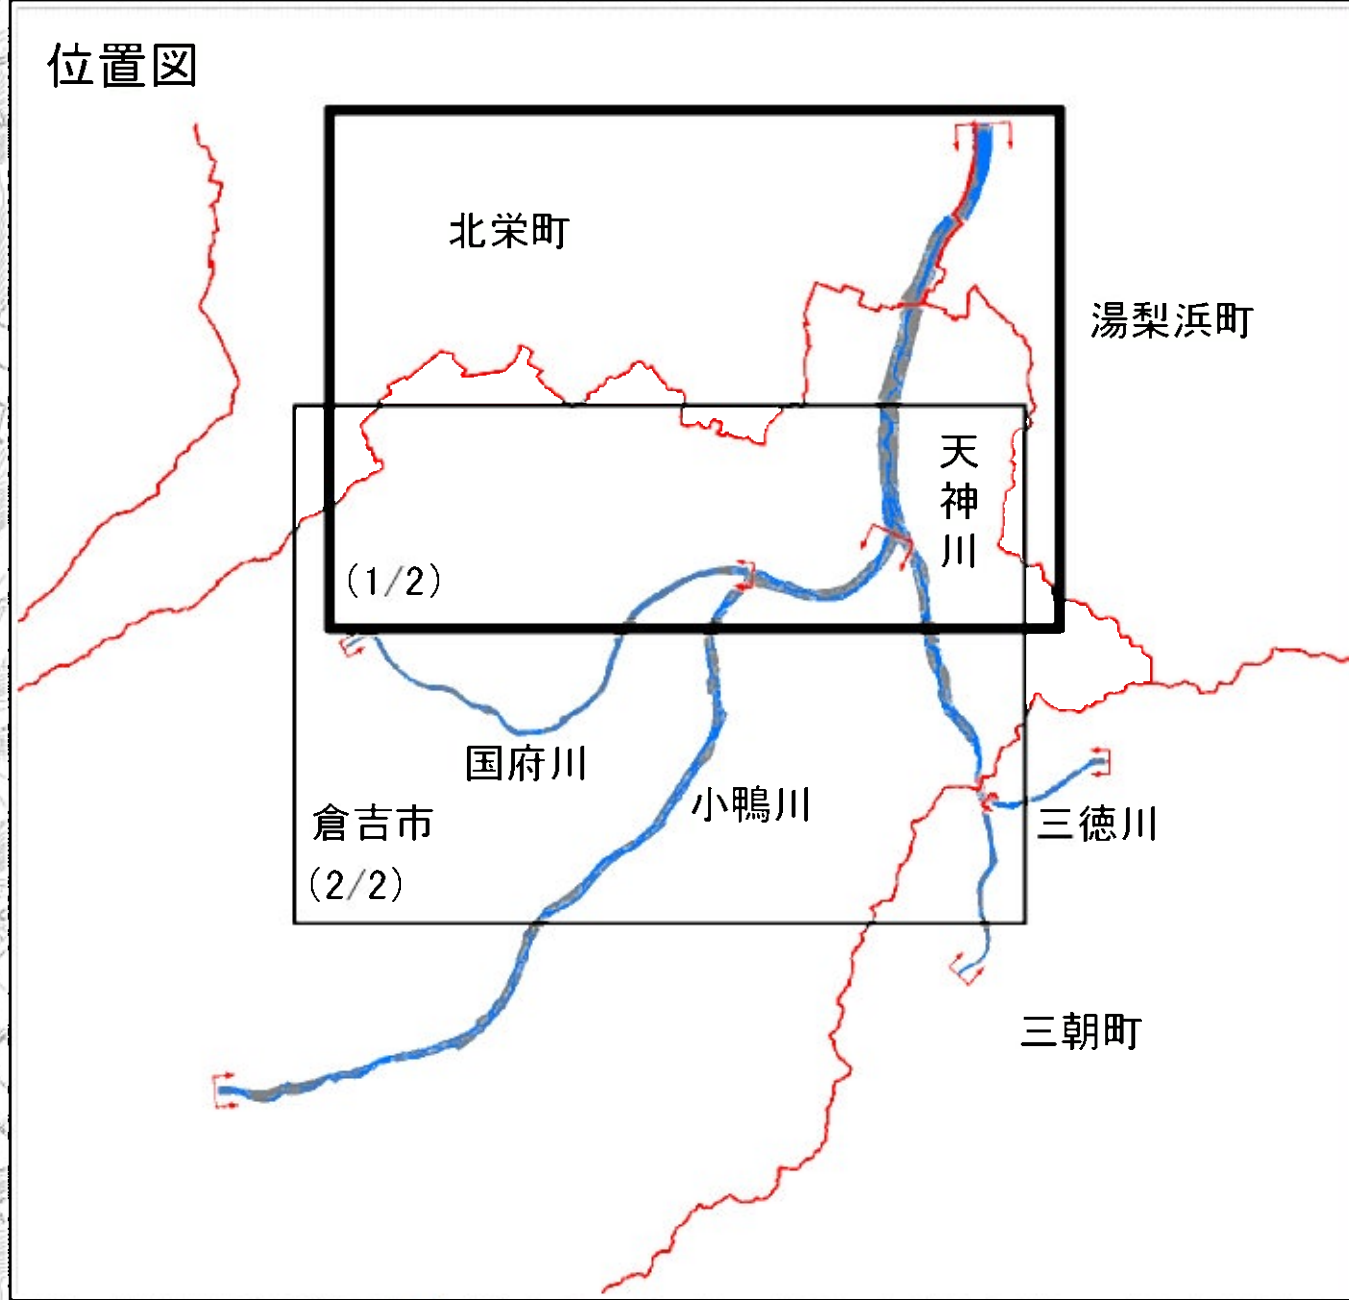 位置図
北栄町
湯梨浜町
天神川
(1/2)
国府川
小鴨川
倉吉市
三徳川
(2/2)
三朝町